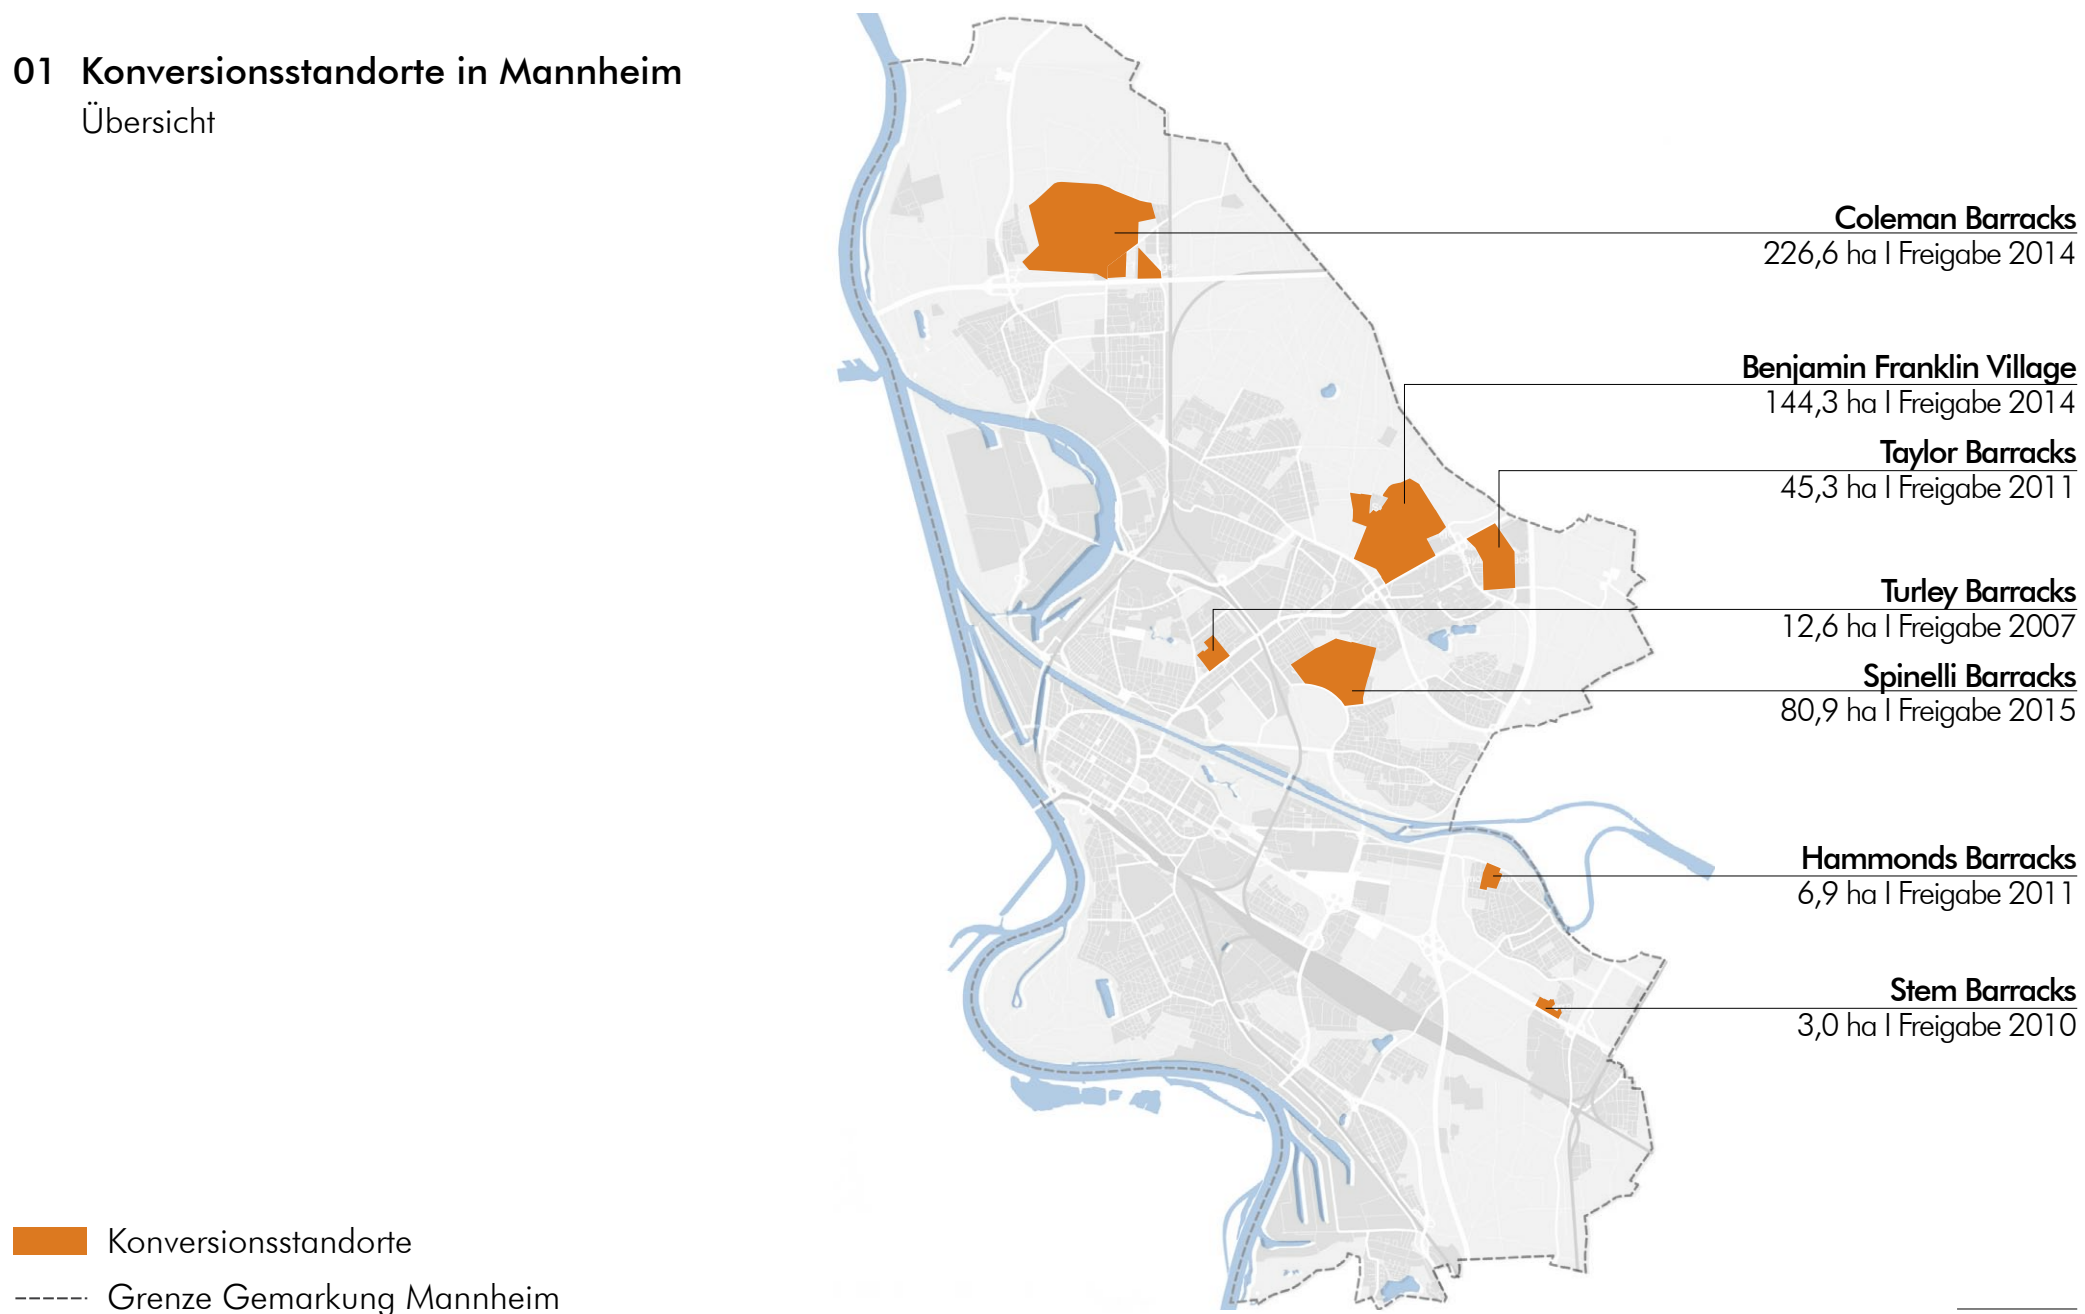 01 Konversionsstandorte in Mannheim
Übersicht
Coleman Barracks
226,6 ha I Freigabe 2014
Benjamin Franklin Village
144,3 ha I Freigabe 2014
Taylor Barracks
45,3 ha I Freigabe 2011
Turley Barracks
12,6 ha I Freigabe 2007
Spinelli Barracks
80,9 ha I Freigabe 2015
Hammonds Barracks
6,9 ha I Freigabe 2011
Stem Barracks
3,0 ha I Freigabe 2010
Konversionsstandorte
Grenze Gemarkung Mannheim